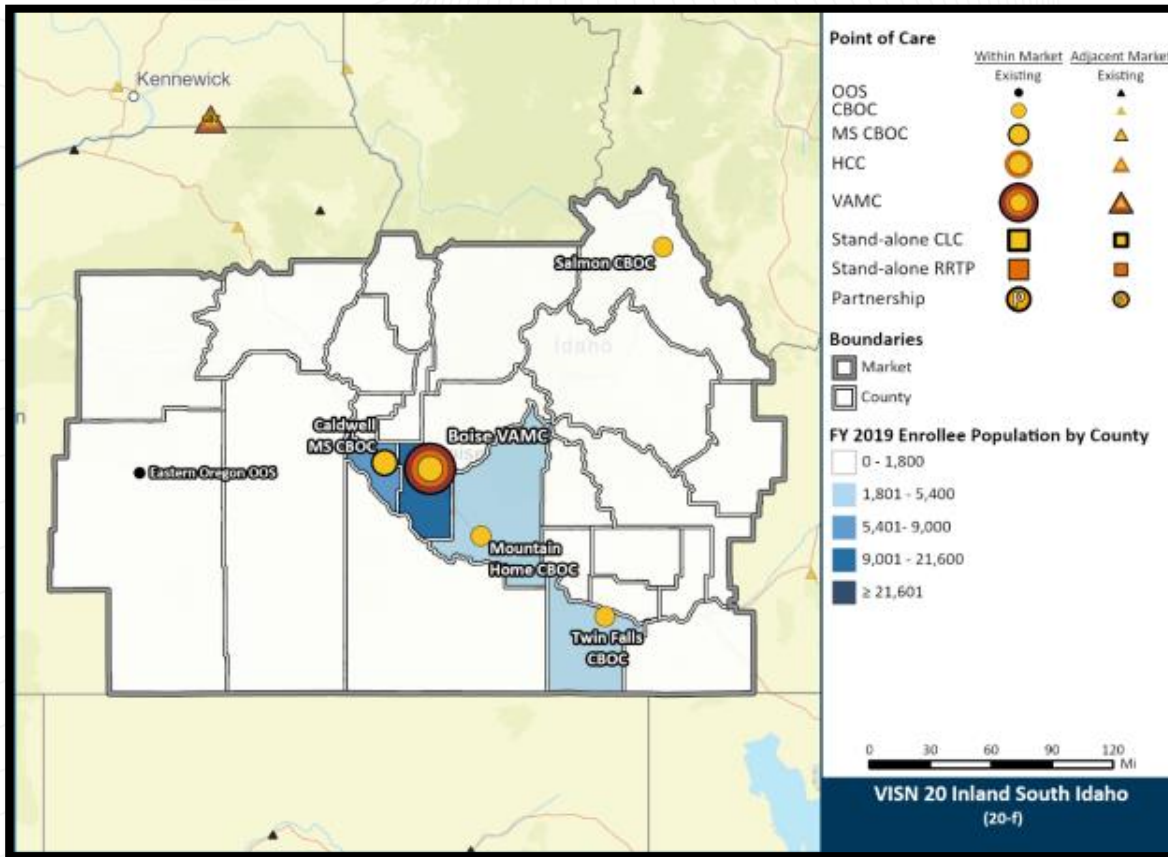 Kennewick
Salmon CBOC
Idaho
Caldwell
MS CBOC
Boise VAMC
Eastern Oregon OOS
Mountain
Home CBOC
Twin Falls
CBOC
Point of Care
Within Market Adjacent Market
Existing Existing
OOS
CBOC
MS CBOC
HCC
VAMC
Stand-alone CLC
Stand-alone RRTP
Partnership
P
Boundaries
Market
County
FY 2019 Enrollee Population by County
0 - 1,800
1,801 - 5,400
5,401- 9,000
9,001 - 21,600
≥ 21,601
0 30 60 90 120
Mi
VISN 20 Inland South Idaho
(20-f)